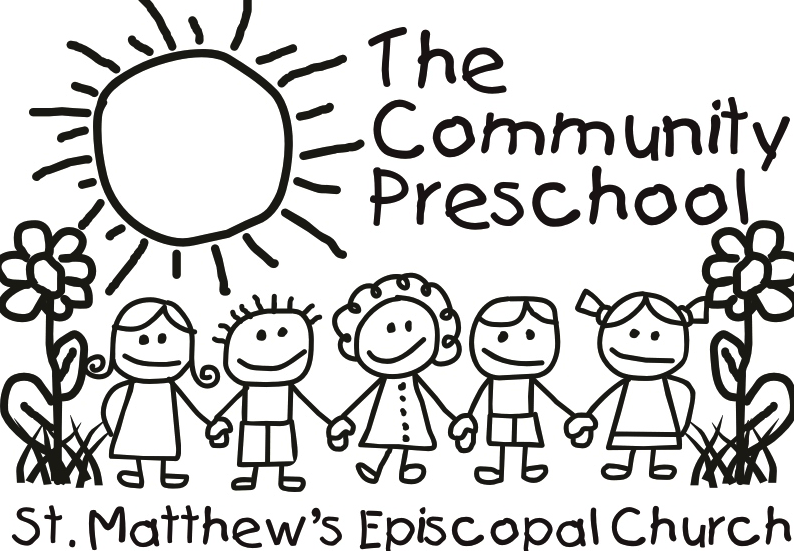 The
Community
Preschool
St. Matthew's Episcopal Church